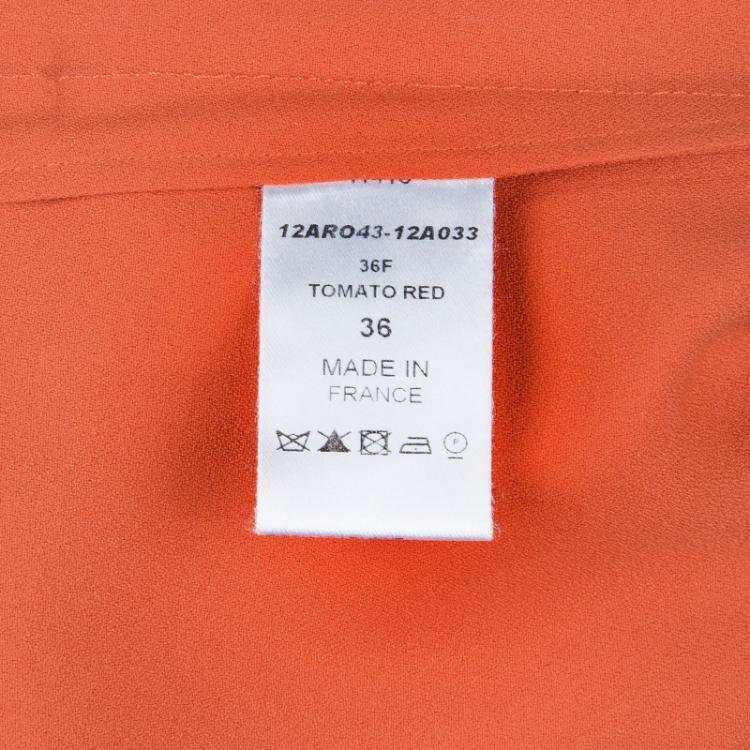 12ARO43-12A033
36F
TOMATO RED
36
MADE IN
FRANCE
P